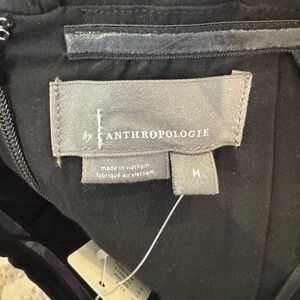 by ANTHROPOLOGIE
made in vietnam
fabriqué au vietnam
M